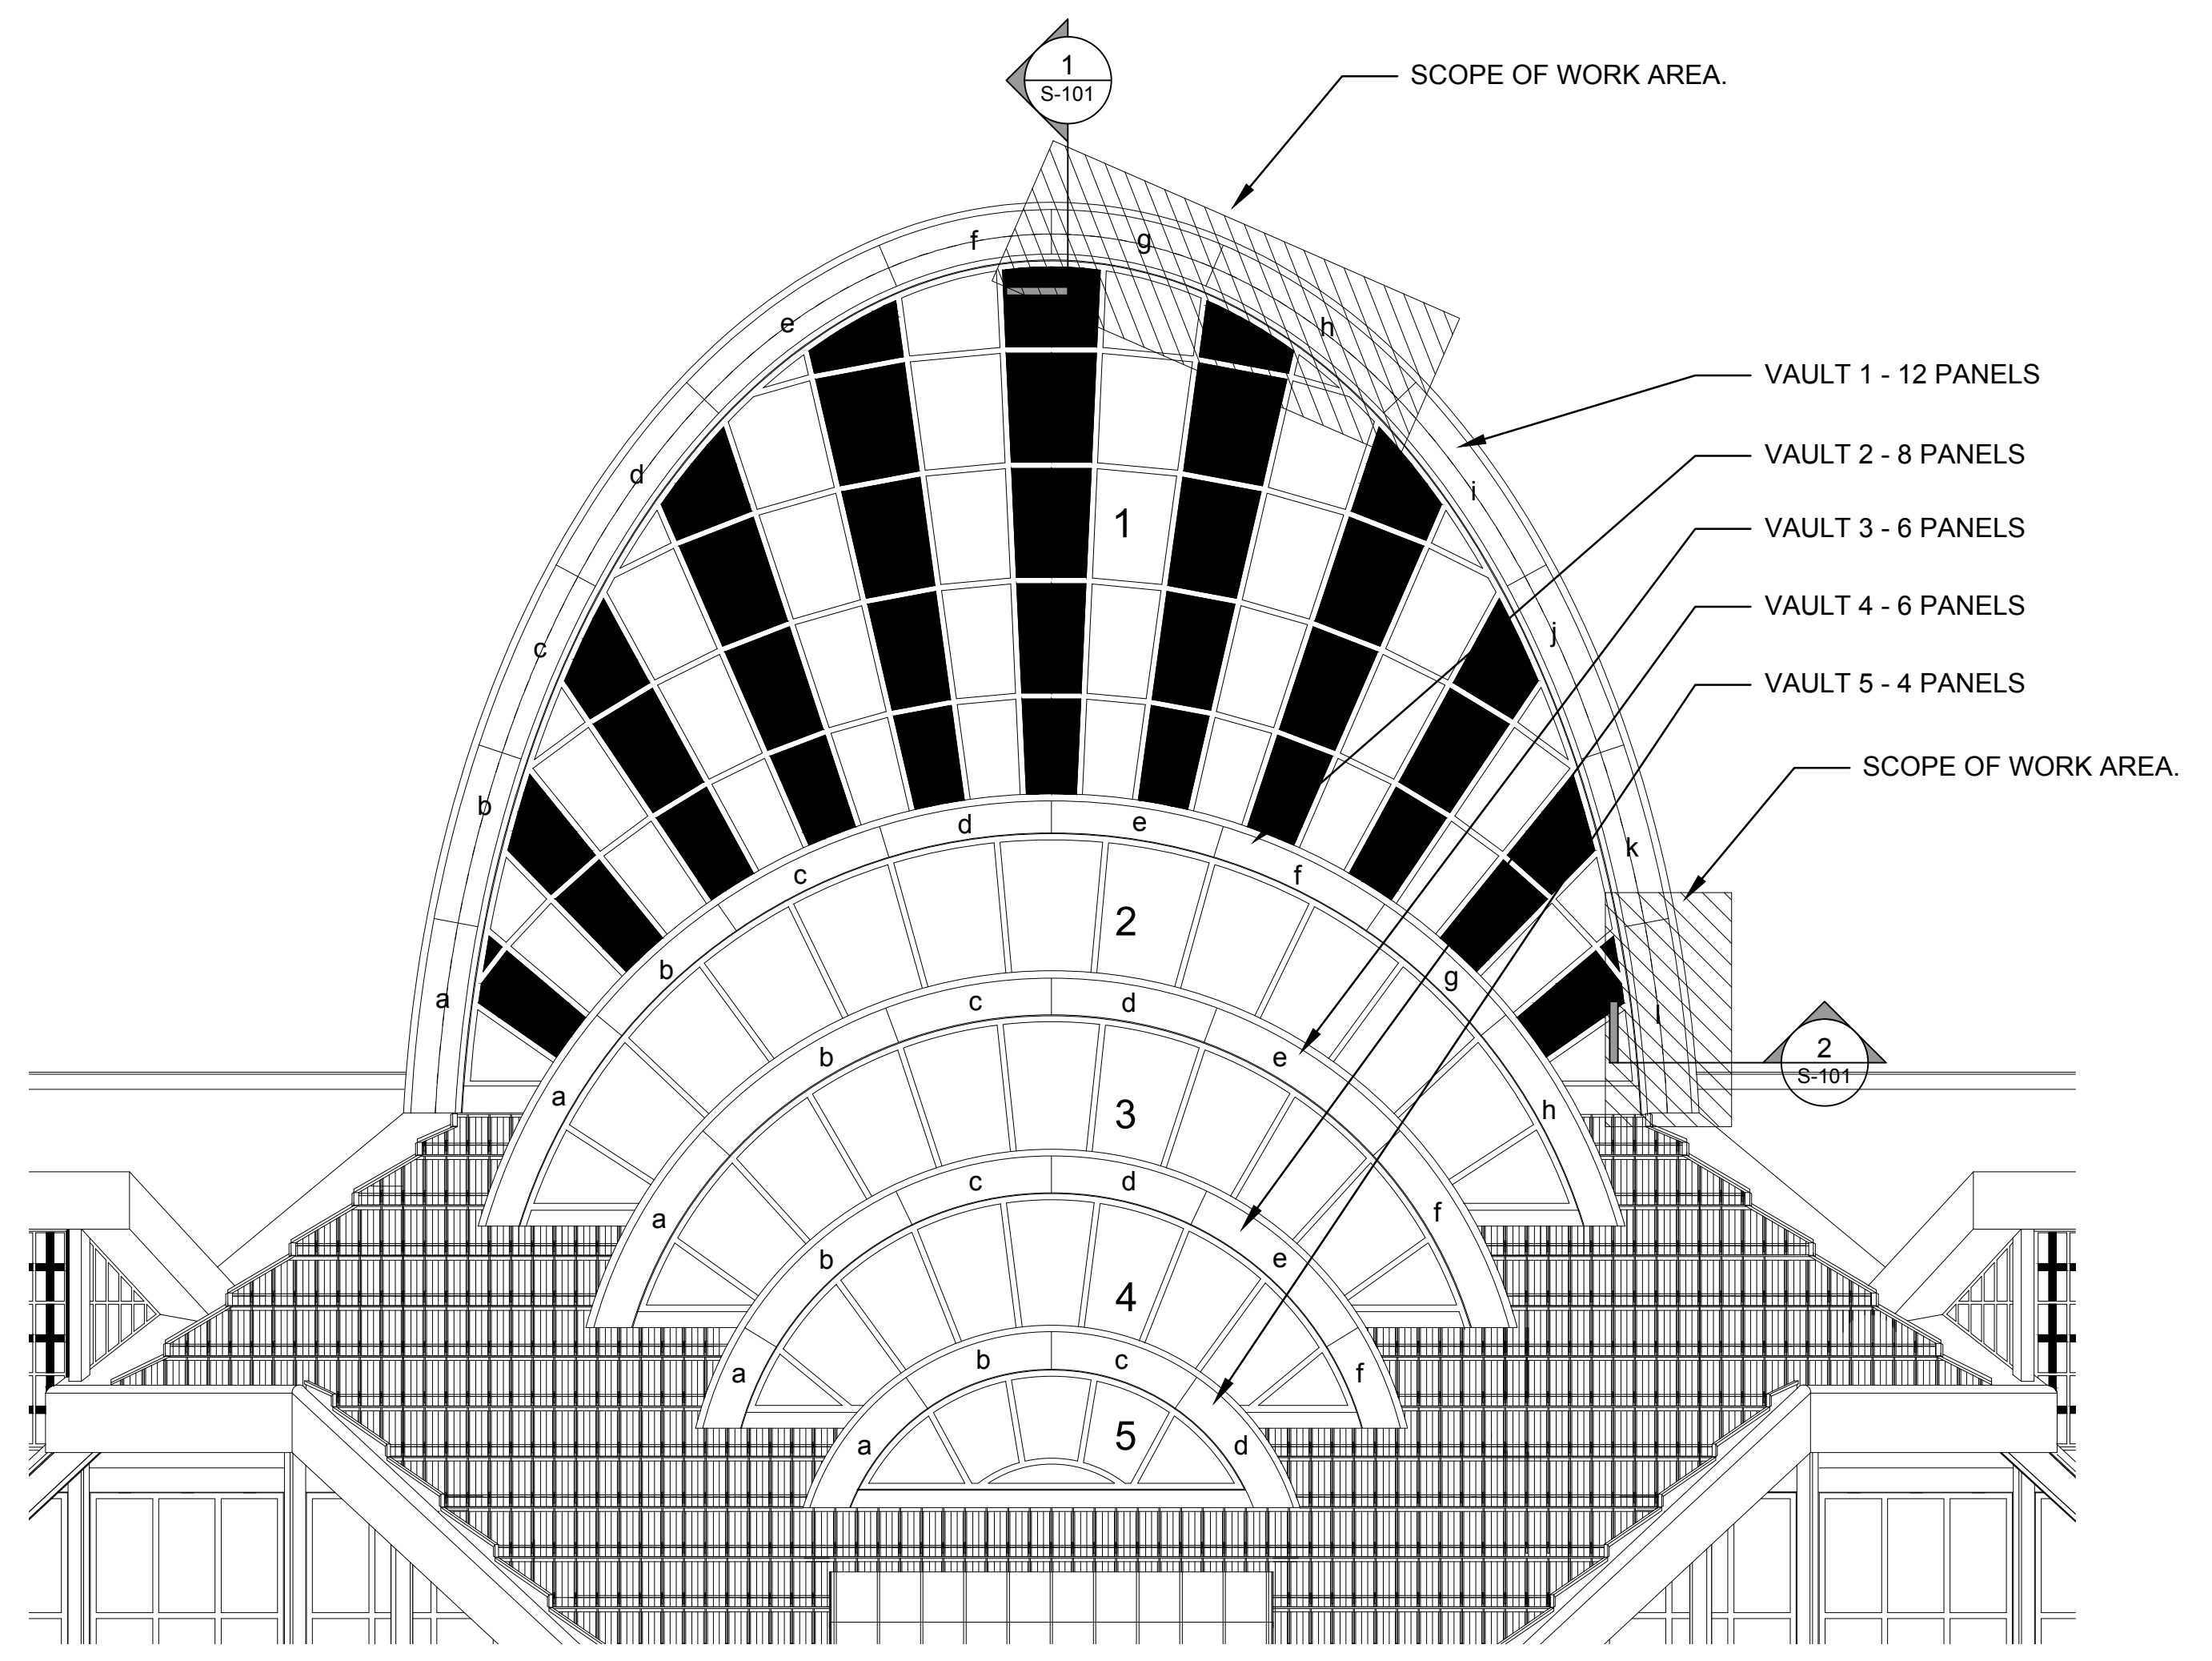 1
S-101
SCOPE OF WORK AREA.
f
g
e
h
VAULT 1 - 12 PANELS
VAULT 2 - 8 PANELS
d
i
1
VAULT 3 - 6 PANELS
VAULT 4 - 6 PANELS
c
j
VAULT 5 - 4 PANELS
SCOPE OF WORK AREA.
b
d
e
k
c
f
2
b
g
a
c
d
l
2
S-101
b
e
a
3
h
c
d
a
f
b
e
4
b
c
a
f
5
a
d